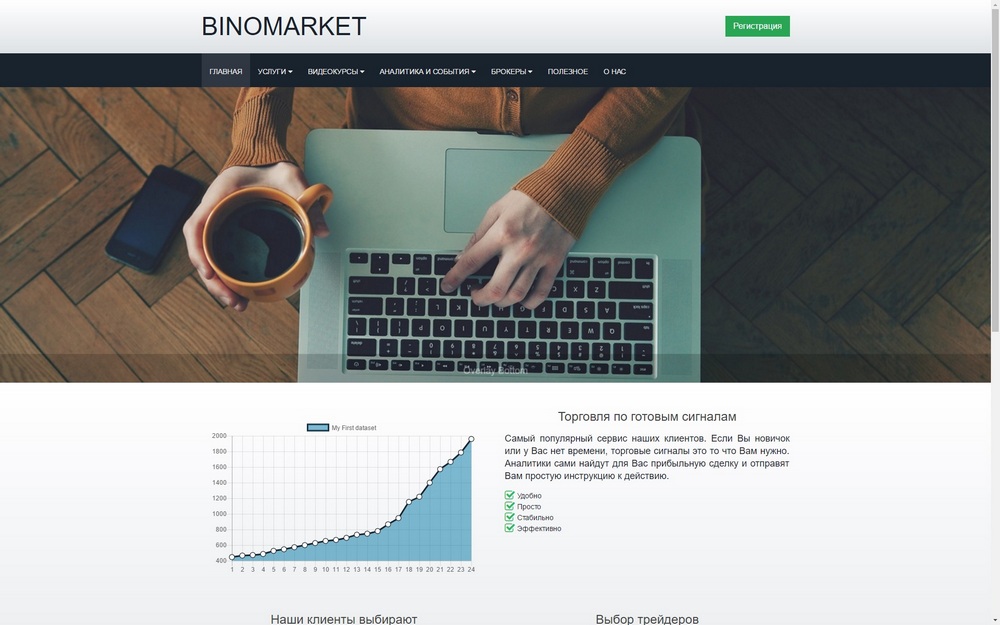 BINOMARKET
Регистрация
ГЛАВНАЯ УСЛУГИ ВИДЕОКУРСЫ АНАЛИТИКА И СОБЫТИЯ БРОКЕРЫ ПОЛЕЗНОЕ О НАС
Overlay Bottom
My First dataset
2000
1800
1600
1400
1200
1000
800
600
400
1 2 3 4 5 6 7 8 9 10 11 12 13 14 15 16 17 18 19 20 21 22 23 24
Торговля по готовым сигналам
Самый популярный сервис наших клиентов. Если Вы новичок
или у Вас нет времени, торговые сигналы это то что Вам нужно.
Аналитики сами найдут для Вас прибыльную сделку и отправят
Вам простую инструкцию к действию.
Удобно
Просто
Стабильно
Эффективно
Наши клиенты выбирают
Выбор трейдеров